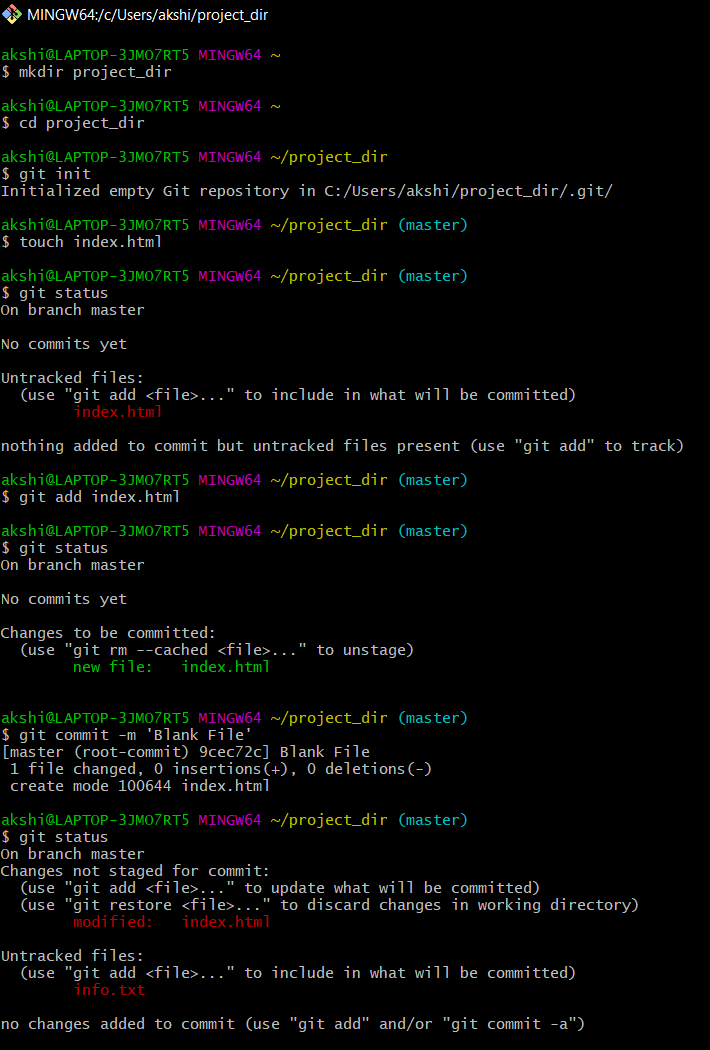 MINGW64:/c/Users/akshi/project_dir
akshi@LAPTOP-3JMO7RT5 MINGW64 ~
$ mkdir project_dir
akshi@LAPTOP-3JMO7RT5 MINGW64 ~
$ cd project_dir
akshi@LAPTOP-3JMO7RT5 MINGW64 ~/project_dir
$ git init
Initialized empty Git repository in C:/Users/akshi/project_dir/.git/
akshi@LAPTOP-3JMO7RT5 MINGW64 ~/project_dir (master)
$ touch index.html
akshi@LAPTOP-3JMO7RT5 MINGW64 ~/project_dir (master)
$ git status
On branch master
No commits yet
Untracked files:
  (use "git add <file>..." to include in what will be committed)
        index.html
nothing added to commit but untracked files present (use "git add" to track)
akshi@LAPTOP-3JMO7RT5 MINGW64 ~/project_dir (master)
$ git add index.html
akshi@LAPTOP-3JMO7RT5 MINGW64 ~/project_dir (master)
$ git status
On branch master
No commits yet
Changes to be committed:
  (use "git rm --cached <file>..." to unstage)
        new file:   index.html
akshi@LAPTOP-3JMO7RT5 MINGW64 ~/project_dir (master)
$ git commit -m 'Blank File'
[master (root-commit) 9cec72c] Blank File
 1 file changed, 0 insertions(+), 0 deletions(-)
 create mode 100644 index.html
akshi@LAPTOP-3JMO7RT5 MINGW64 ~/project_dir (master)
$ git status
On branch master
Changes not staged for commit:
  (use "git add <file>..." to update what will be committed)
  (use "git restore <file>..." to discard changes in working directory)
        modified:   index.html
Untracked files:
  (use "git add <file>..." to include in what will be committed)
        info.txt
no changes added to commit (use "git add" and/or "git commit -a")